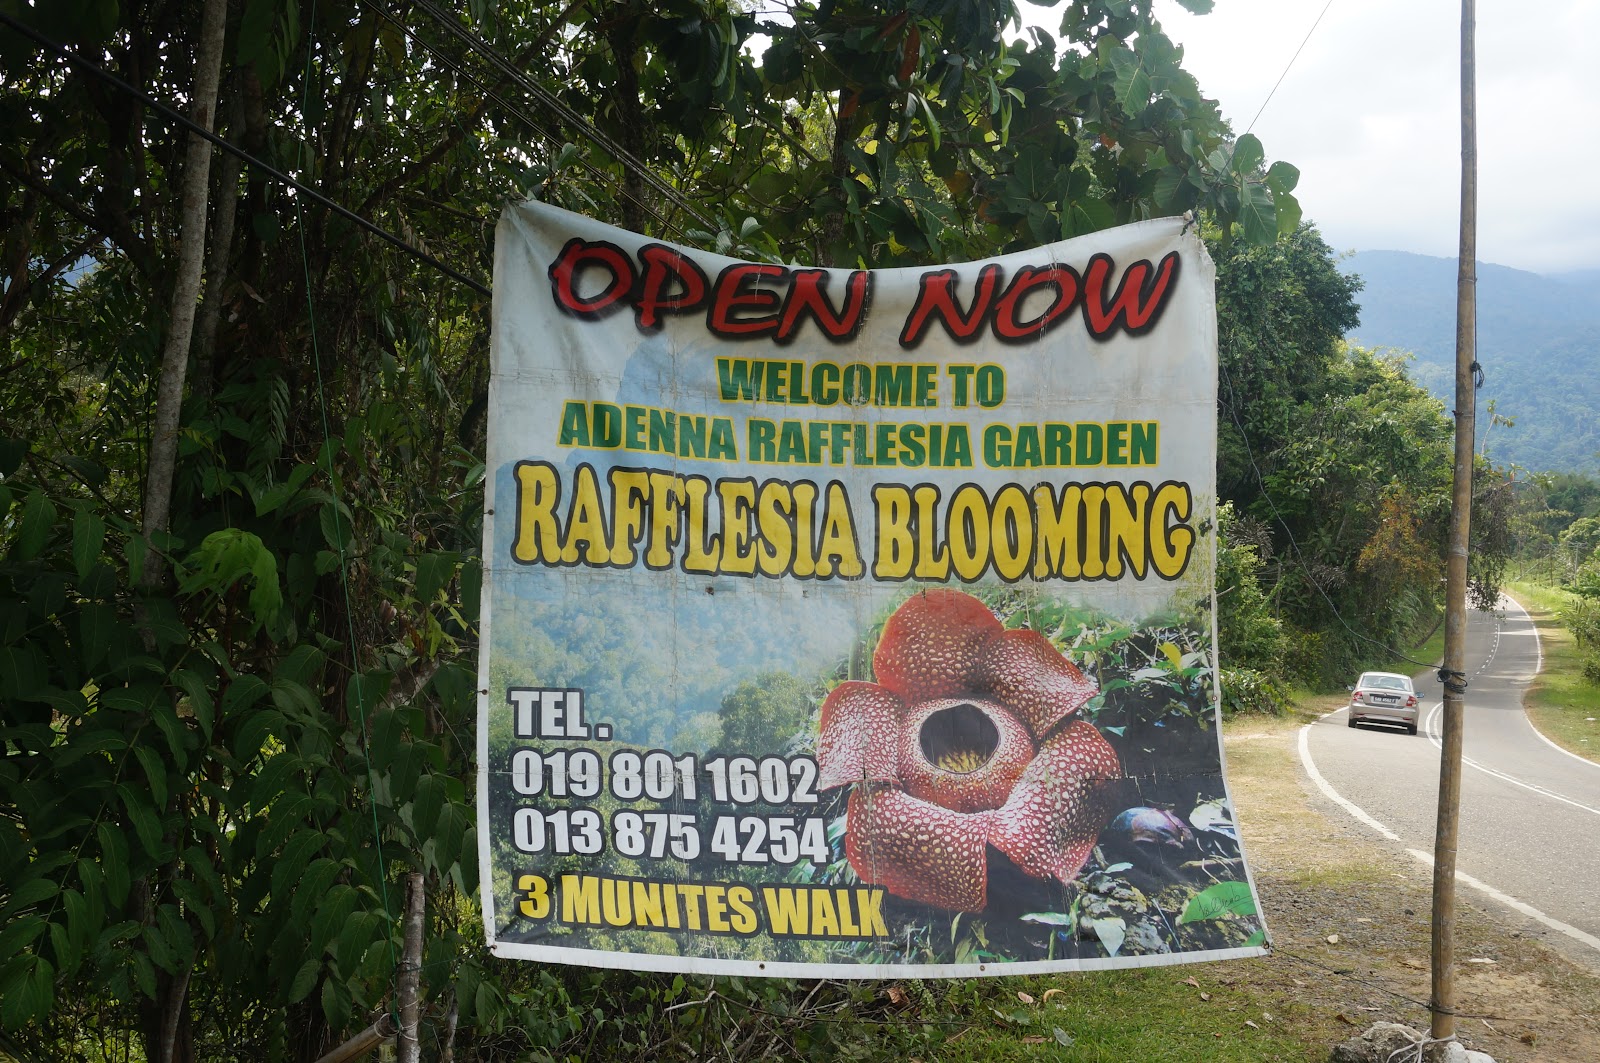 OPEN NOW
WELCOME TO
ADENNA RAFFLESIA GARDEN
RAFFLESIA BLOOMING
TEL.
019 801 1602
013 875 4254
3 MUNITES WALK